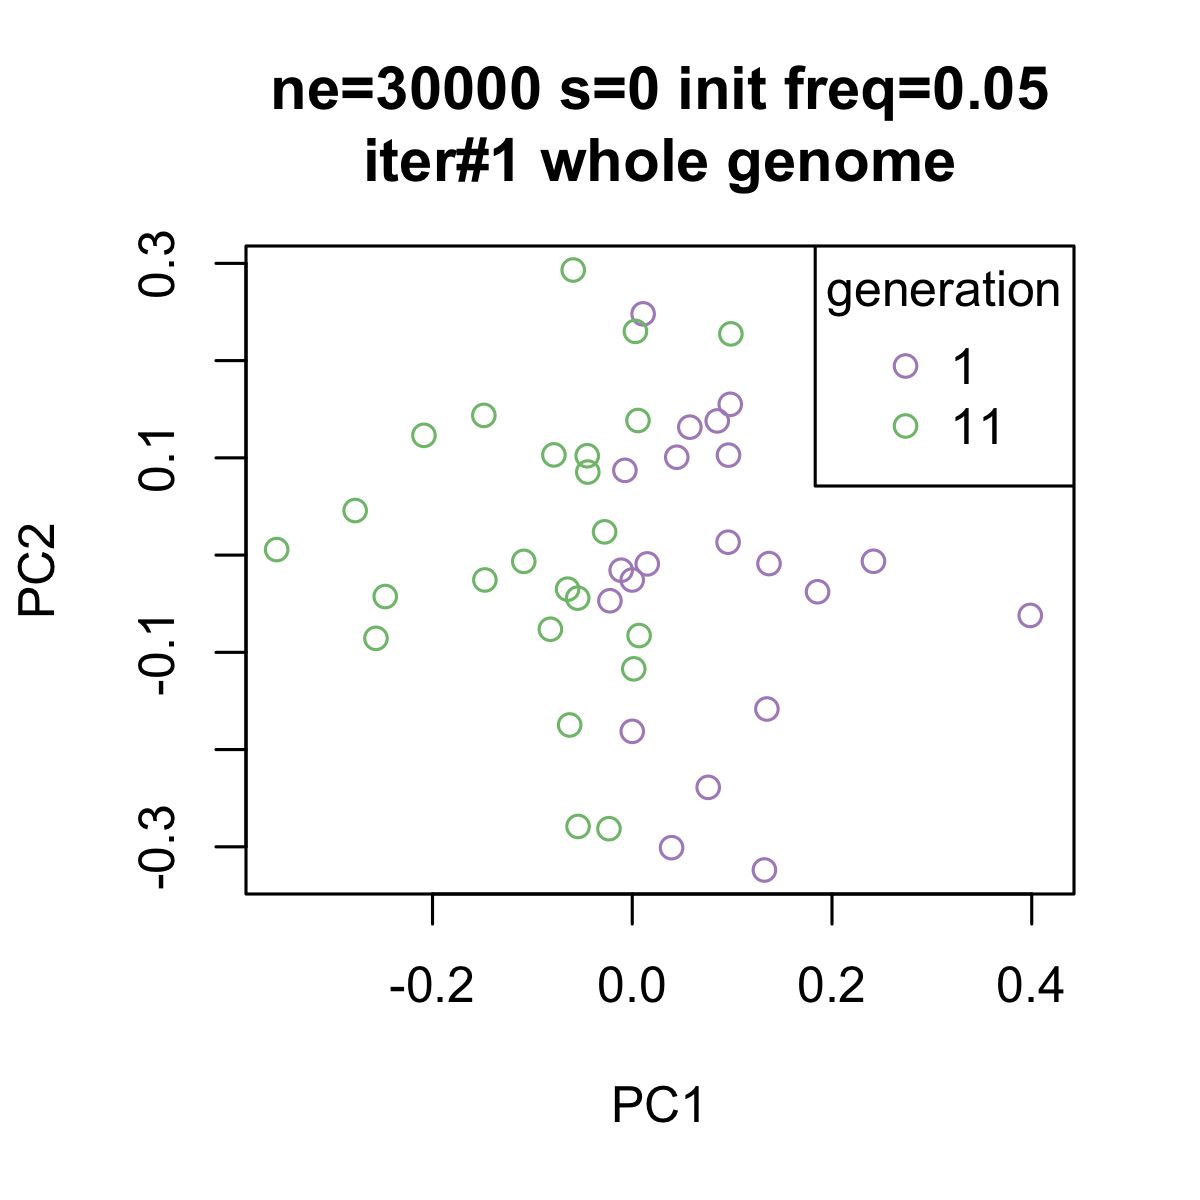 ne=30000 s=0 init freq=0.05
iter#1 whole genome
generation
1
11
PC2
0.3
0.1
-0.1
-0.3
-0.2 0.0 0.2 0.4
PC1